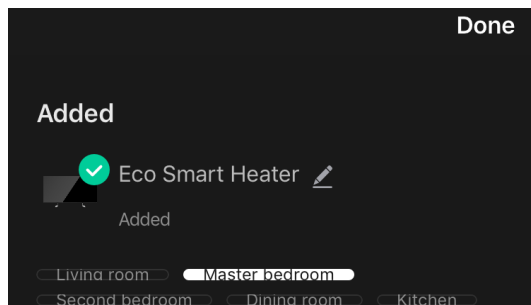 Done
Added
Eco Smart Heater
Added
Living room Master bedroom
Second bedroom Dining room Kitchen